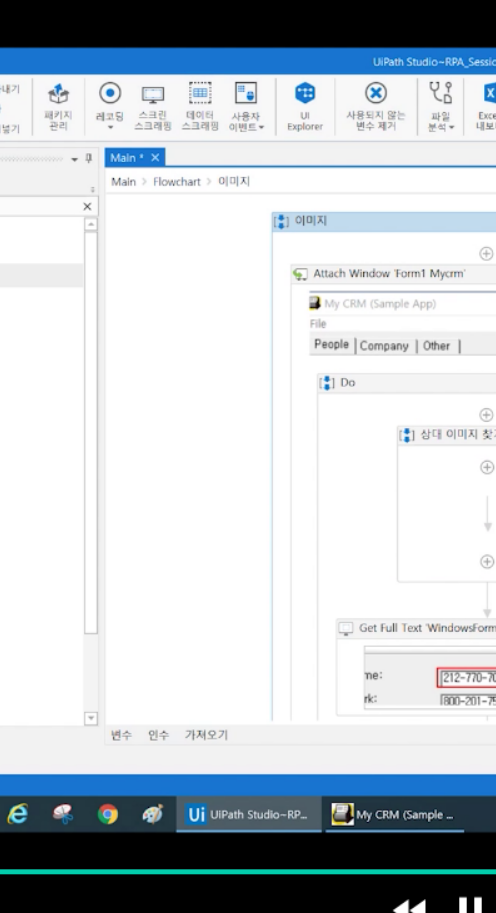 UiPath Studio~RPA_Sessio
내기
넣기
패키지
관리
레코딩
스크린
스크래핑
데이터
스크래핑
사용자
이벤트
UI
Explorer
사용되지 않는
변수 제거
파일
분석
Exce
내보
Main * X
Main > Flowchart > 이미지
이미지
Attach Window 'Form1 Mycrm'
My CRM (Sample App)
File
People | Company | Other |
Do
상대 이미지 찾
Get Full Text 'WindowsForm
me:
212-770-70
rk:
800-201-75
변수 인수 가져오기
Ui UiPath Studio~RP...
My CRM (Sample ...